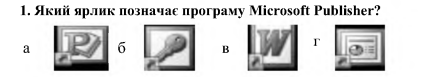 1. Який ярлик позначає програму Microsoft Publisher?
а б в г